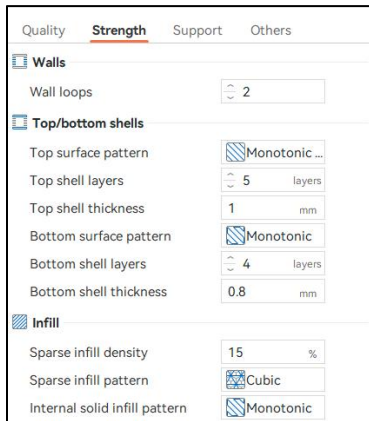 Quality Strength Support Others
Walls
Wall loops 2
Top/bottom shells
Top surface pattern Monotonic ...
Top shell layers 5 layers
Top shell thickness 1 mm
Bottom surface pattern Monotonic
Bottom shell layers 4 layers
Bottom shell thickness 0.8 mm
Infill
Sparse infill density 15 %
Sparse infill pattern Cubic
Internal solid infill pattern Monotonic